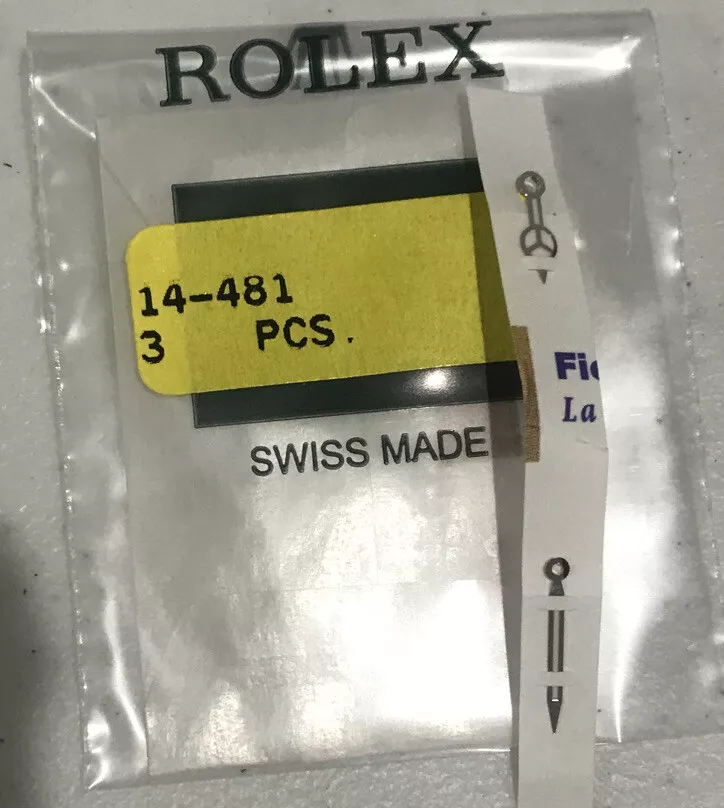 ROLEX
14-481
3 PCS.
SWISS MADE
La